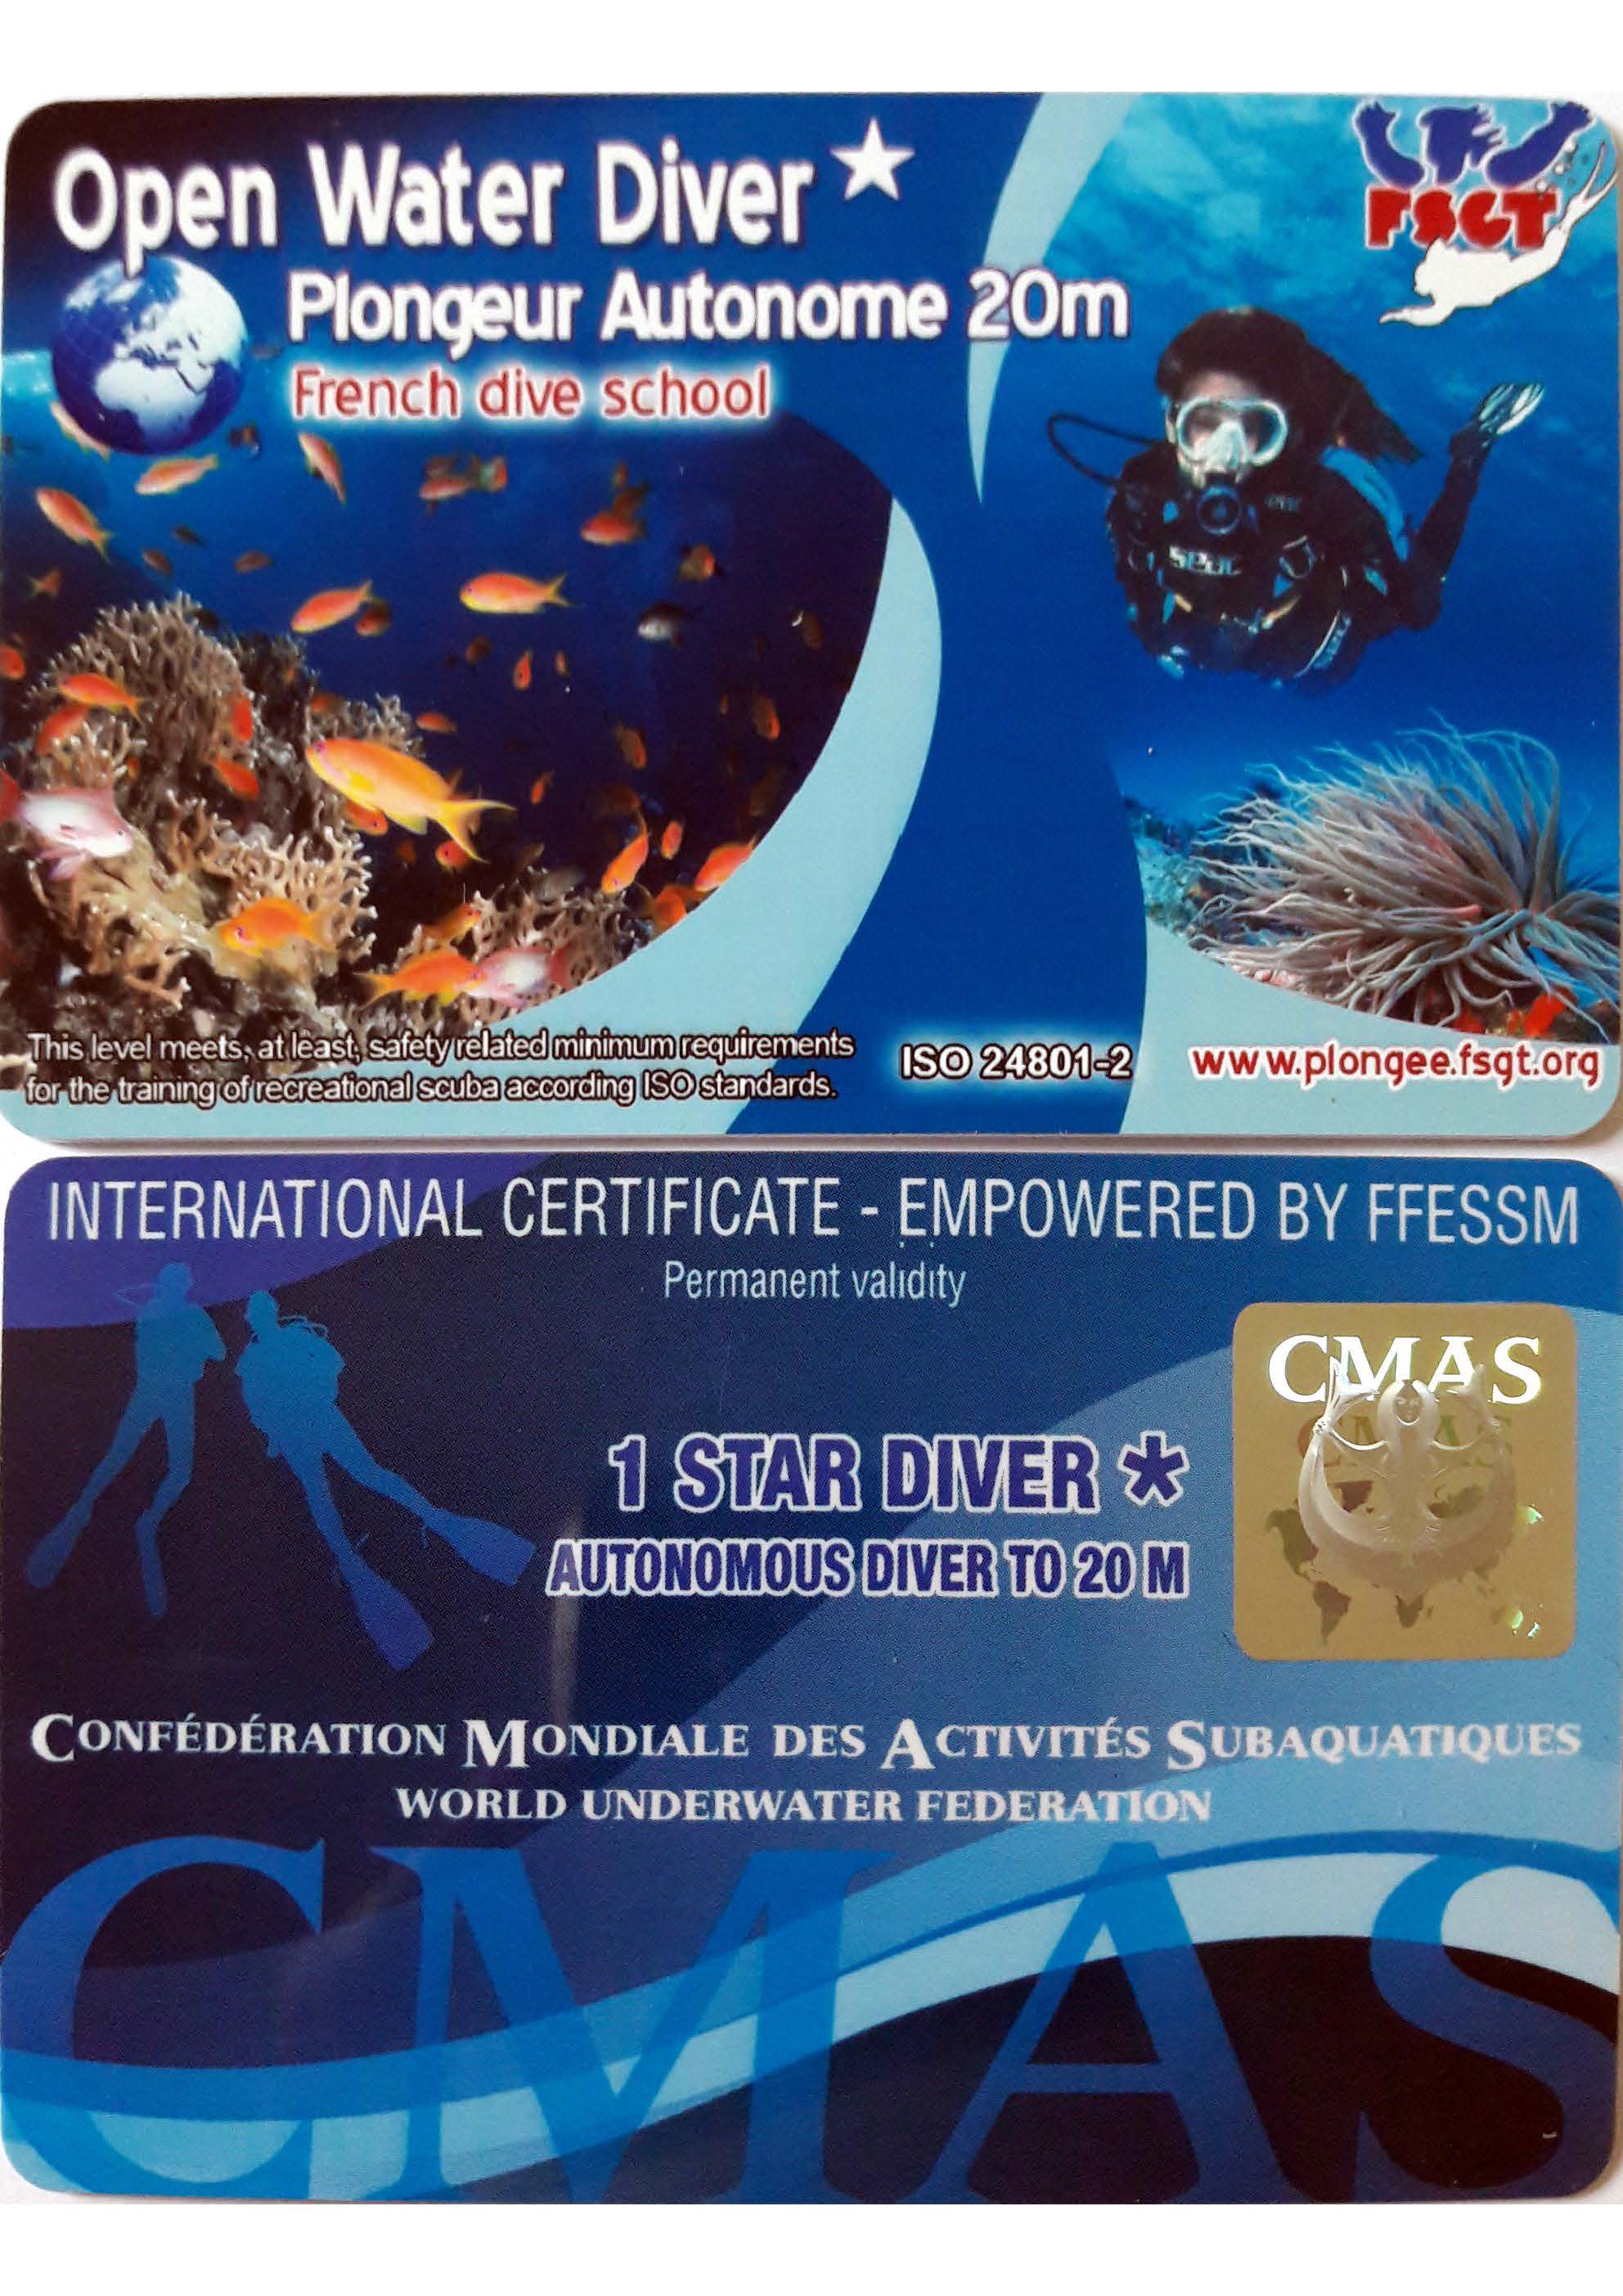 Open Water Diver ★
Plongeur Autonome 20m
French dive school
FSGT
SEAC
This level meets, at least, safety related minimum requirements
for the training of recreational scuba according ISO standards.
ISO 24801-2
www.plongee.fsgt.org
INTERNATIONAL CERTIFICATE - EMPOWERED BY FFESSM
Permanent validity
CMAS
CMAS
1 STAR DIVER *
AUTONOMOUS DIVER TO 20 M
CONFÉDÉRATION MONDIALE DES ACTIVITÉS SUBAQUATIQUES
WORLD UNDERWATER FEDERATION
CMAS